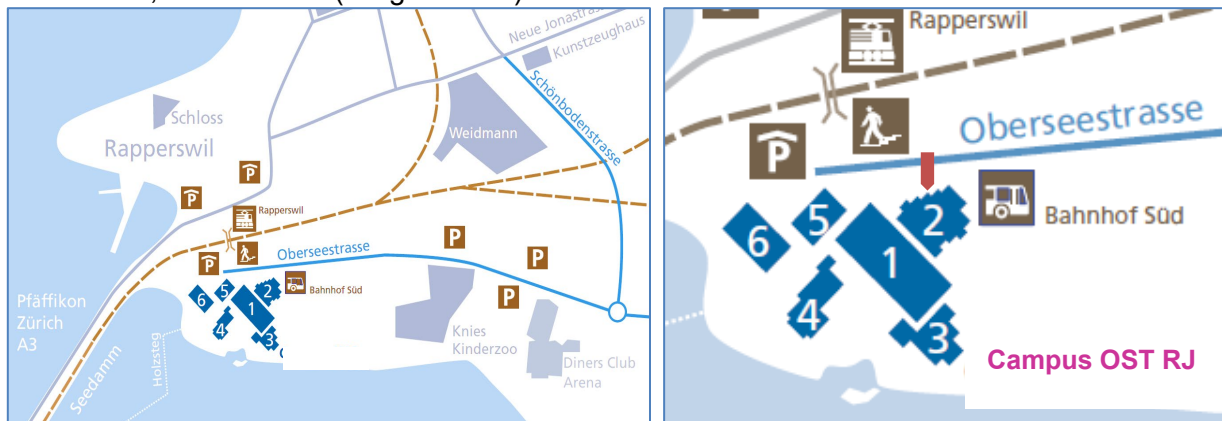 Neue Jonastras
Kunstzeughaus
Schönbodenstrasse
Weidmann
Schloss
Rapperswil
P
P
Rapperswil
P
Oberseestrasse
P
P
P
Bahnhof Süd
6
5
1
2
4
3
Pfäffikon
Zürich
A3
Seedamm
Holzsteg
Knies
Kinderzoo
Diners Club
Arena
Rapperswil
P
Oberseestrasse
Bahnhof Süd
6
5
1
2
4
3
Campus OST RJ